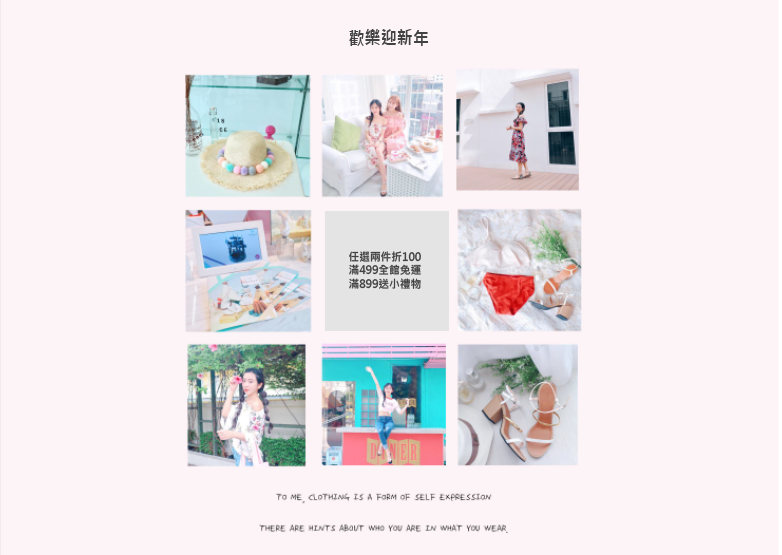 歡樂迎新年
任選兩件折100
滿499全館免運
滿899送小禮物
DINER
TO ME, CLOTHING IS A FORM OF SELF EXPRESSION
THERE ARE HINTS ABOUT WHO YOU ARE IN WHAT YOU WEAR.